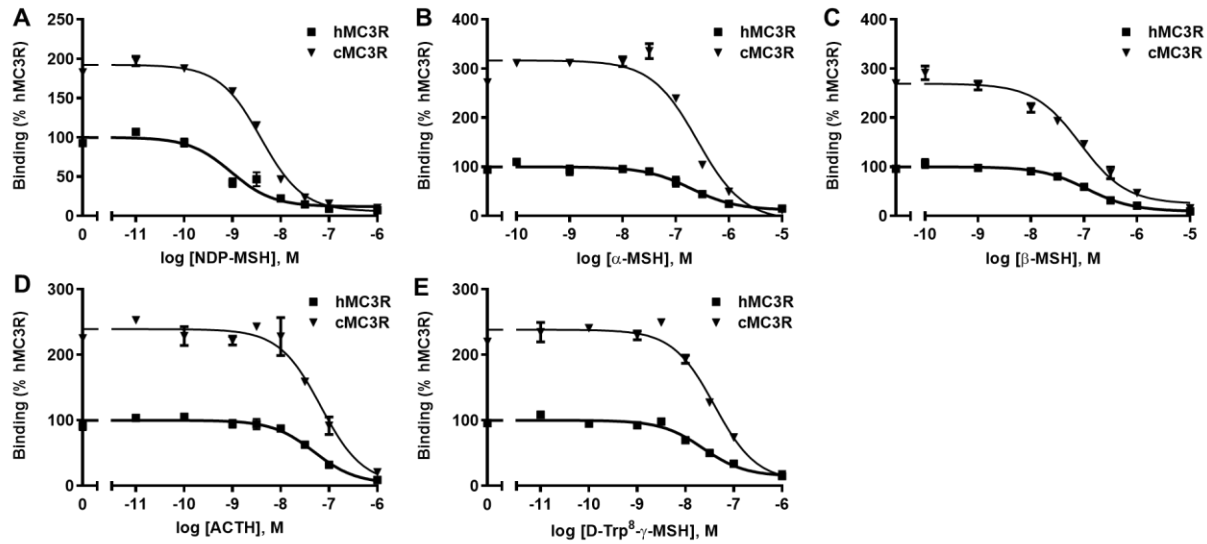 A
hMC3R
cMC3R
Binding (% hMC3R)
250
200
150
100
50
0
0 -11 -10 -9 -8 -7 -6
log [NDP-MSH], M
B
hMC3R
cMC3R
Binding (% hMC3R)
400
300
200
100
0
-10 -9 -8 -7 -6 -5
log [α-MSH], M
C
hMC3R
cMC3R
Binding (% hMC3R)
400
300
200
100
0
-10 -9 -8 -7 -6 -5
log [β-MSH], M
D
hMC3R
cMC3R
Binding (% hMC3R)
300
200
100
0
0 -11 -10 -9 -8 -7 -6
log [ACTH], M
E
hMC3R
cMC3R
Binding (% hMC3R)
300
200
100
0
0 -11 -10 -9 -8 -7 -6
log [D-Trp⁸-γ-MSH], M